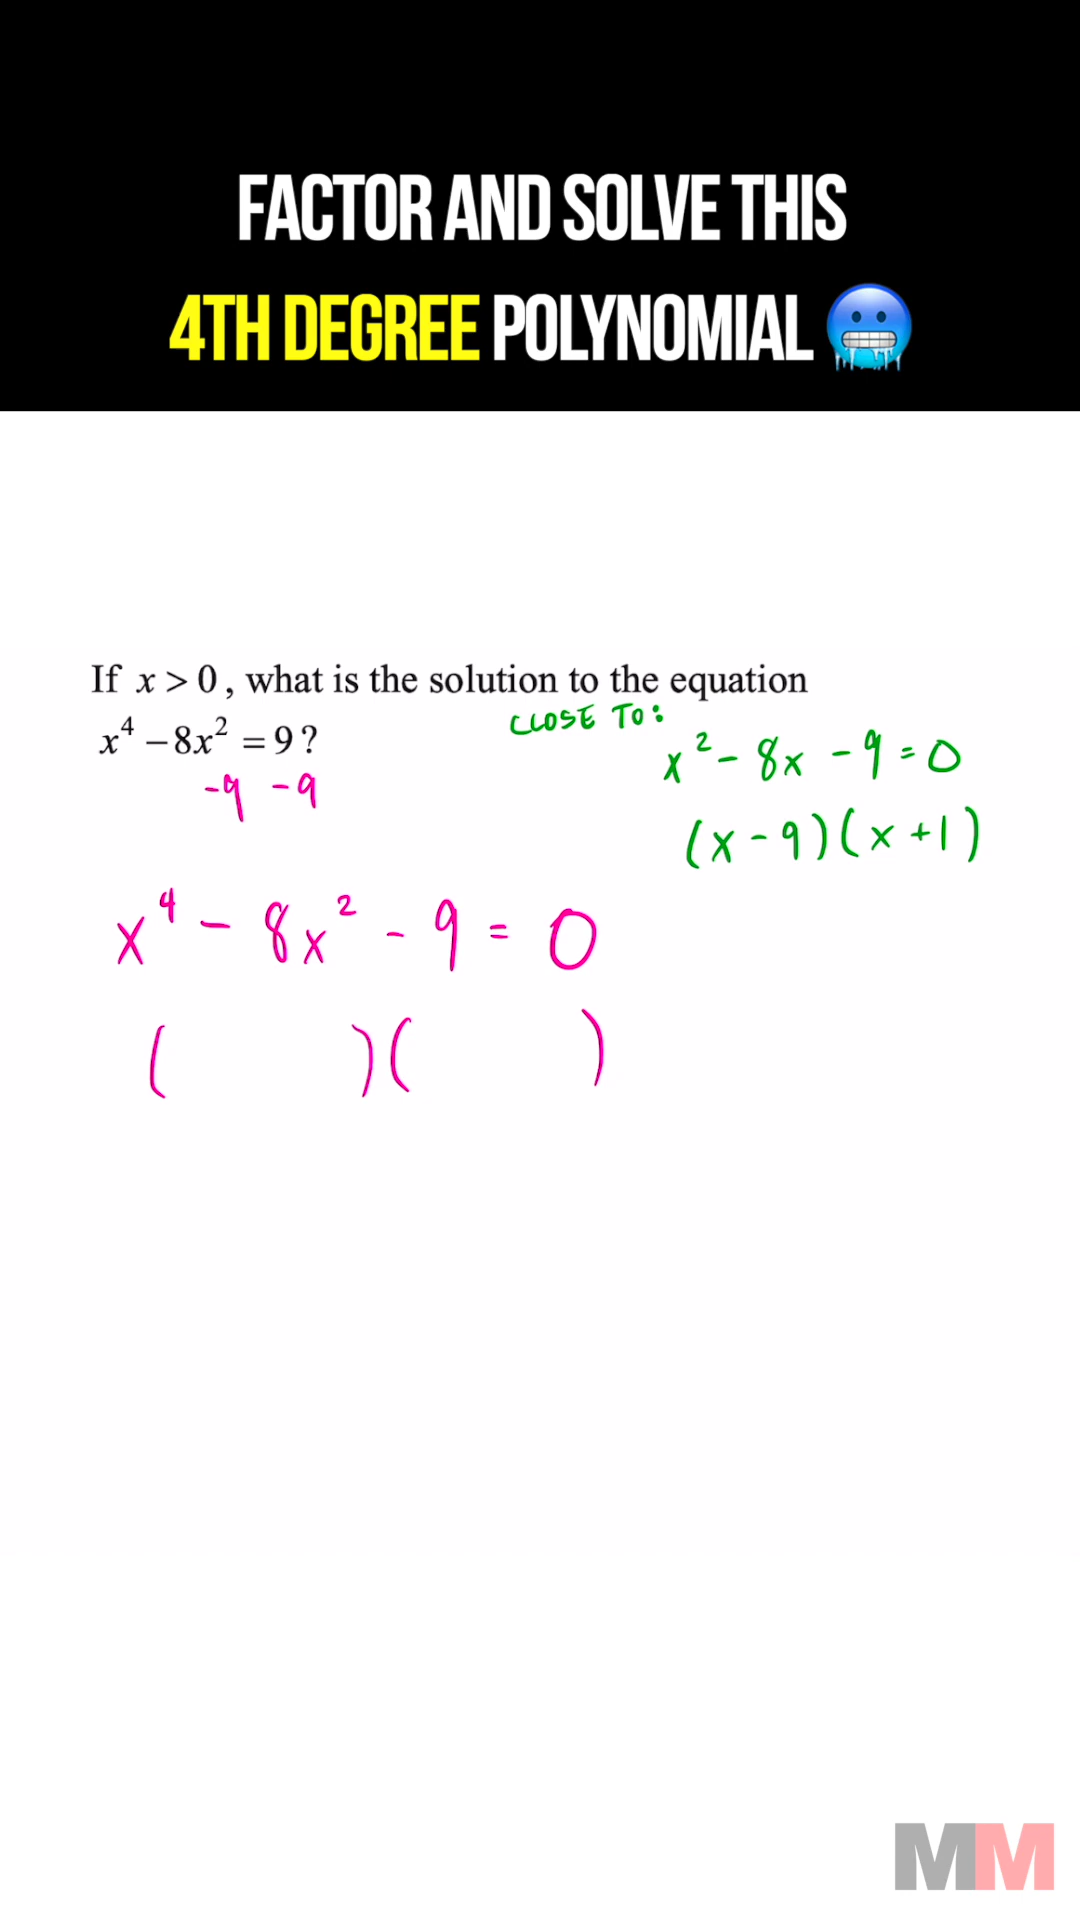 FACTOR AND SOLVE THIS
4TH DEGREE POLYNOMIAL 🥶
If x > 0, what is the solution to the equation
x⁴ – 8x² = 9?
-9 -9
CLOSE TO:
x² - 8x - 9 = 0
(x - 9)(x + 1)
x⁴ - 8x² - 9 = 0
( )( )
MM